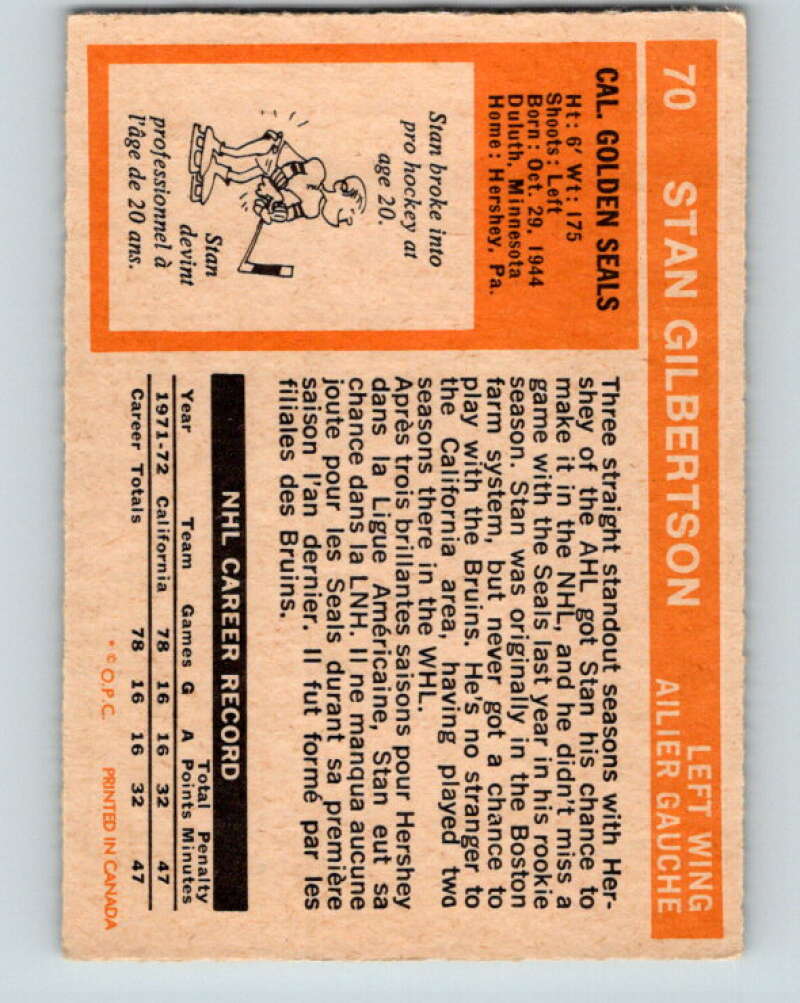 70 STAN GILBERTSON
LEFT WING
AILIER GAUCHE
CAL. GOLDEN SEALS
Ht: 6' Wt: 175
Shoots: Left
Born: Oct. 29, 1944
Duluth, Minnesota
Home: Hershey, Pa.
Stan broke into
pro hockey at
age 20.
Stan
devint
professionnel à
l'âge de 20 ans.
Three straight standout seasons with Her-
shey of the AHL got Stan his chance to
make it in the NHL, and he didn't miss a
game with the Seals last year in his rookie
season. Stan was originally in the Boston
farm system, but never got a chance to
play with the Bruins. He's no stranger to
the California area, having played two
seasons there in the WHL.
Après trois brillantes saisons pour Hershey
dans la Ligue Américaine, Stan eut sa
chance dans la LNH. Il ne manqua aucune
joute pour les Seals durant sa première
saison l'an dernier. Il fut formé par les
filiales des Bruins.
NHL CAREER RECORD
Total Penalty
Year Team Games G A Points Minutes
1971-72 California 78 16 16 32 47
Career Totals 78 16 16 32 47
* © O.P.C. PRINTED IN CANADA